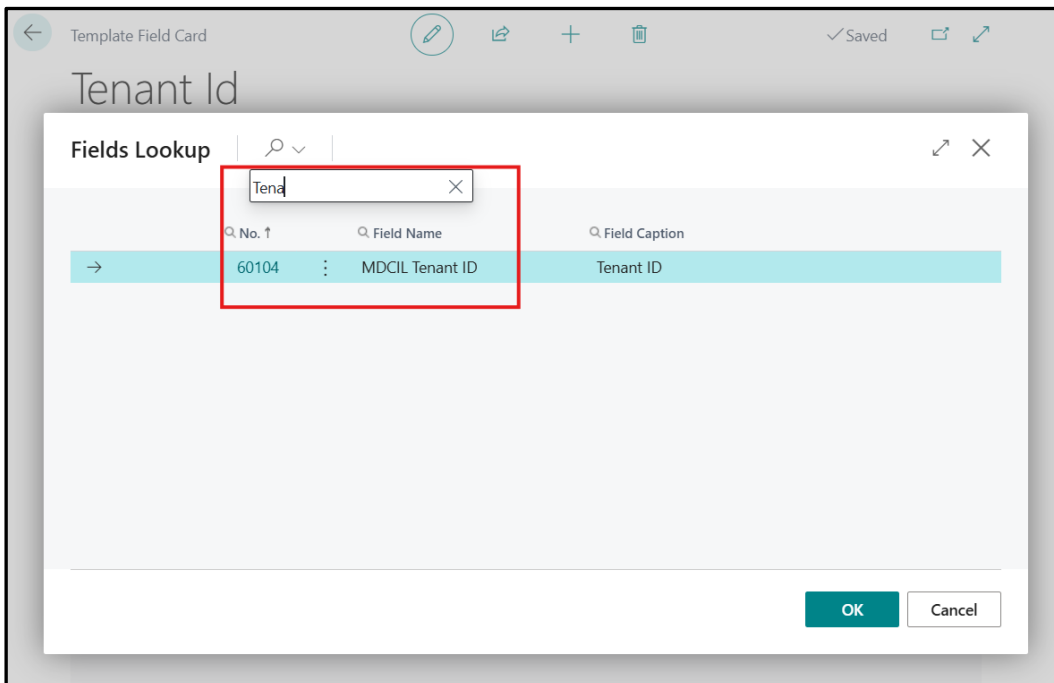 Template Field Card
Saved
Tenant Id
Fields Lookup
Tena
No. ↑ Field Name Field Caption
60104 MDCIL Tenant ID Tenant ID
OK Cancel